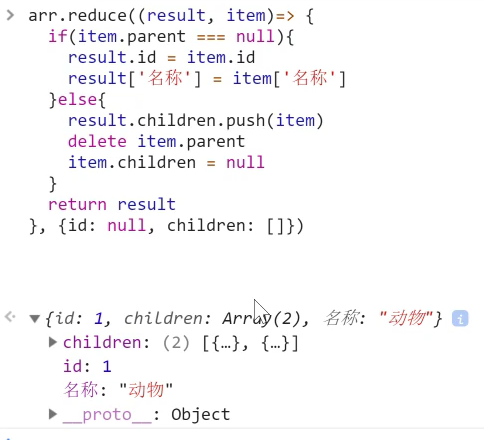 arr.reduce((result, item)=> {
if(item.parent === null){
result.id = item.id
result['名称'] = item['名称']
}else{
result.children.push(item)
delete item.parent
item.children = null
}
return result
}, {id: null, children: []})
{id: 1, children: Array(2), 名称: "动物"} i
children: (2) [{…}, {…}]
id: 1
名称: "动物"
__proto__: Object